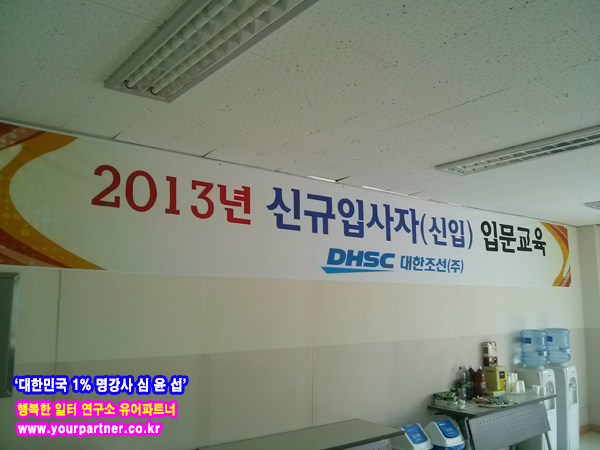 2013년 신규입사자(신입) 입문교육
DHSC 대한조선(주)
'대한민국 1% 명강사 심 윤 섭'
행복한 일터 연구소 유어파트너
www.yourpartner.co.kr